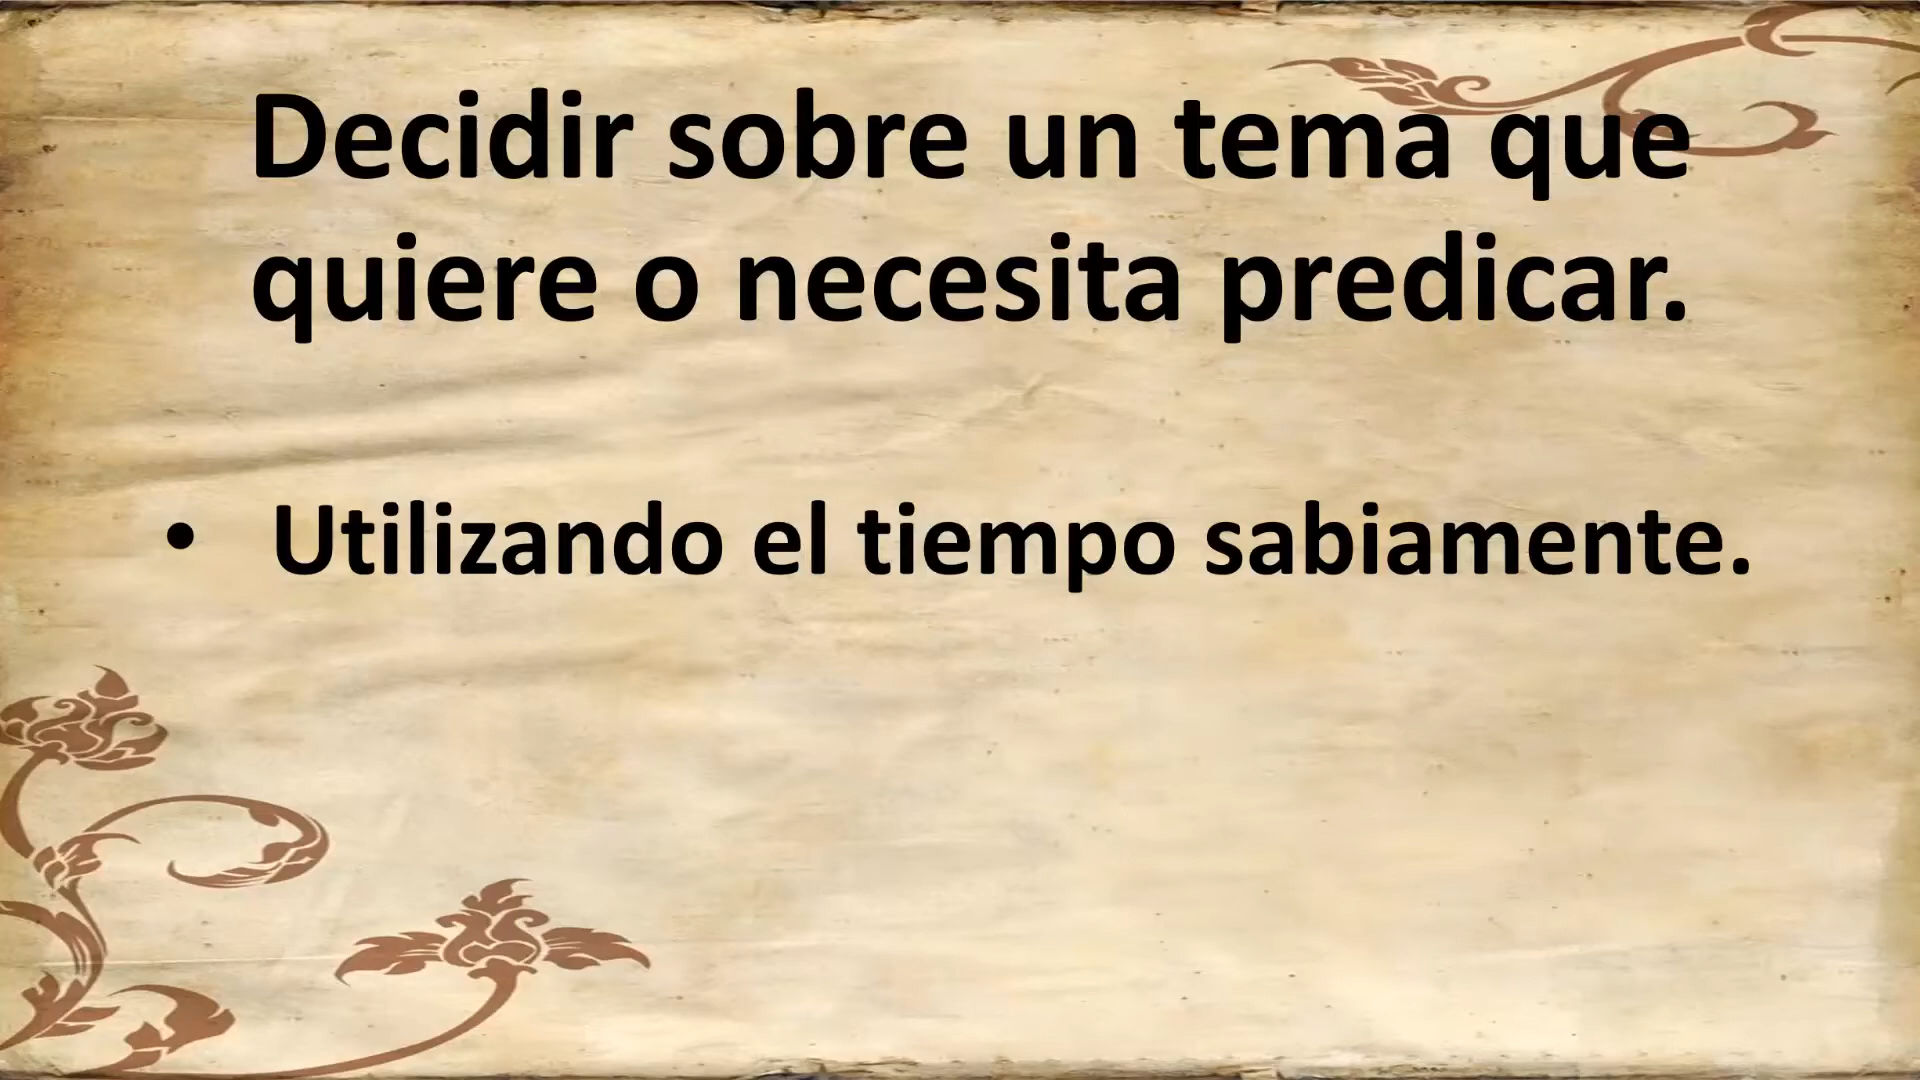 Decidir sobre un tema que
quiere o necesita predicar.
• Utilizando el tiempo sabiamente.